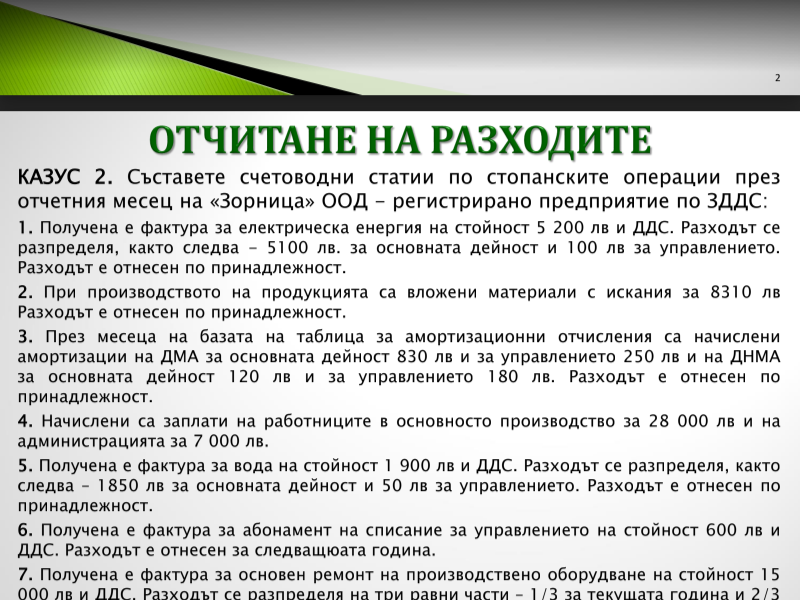 2
ОТЧИТАНЕ НА РАЗХОДИТЕ
КАЗУС 2. Съставете счетоводни статии по стопанските операции през
отчетния месец на «Зорница» ООД – регистрирано предприятие по ЗДДС:
1. Получена е фактура за електрическа енергия на стойност 5 200 лв и ДДС. Разходът се
разпределя, както следва – 5100 лв. за основната дейност и 100 лв за управлението.
Разходът е отнесен по принадлежност.
2. При производството на продукцията са вложени материали с искания за 8310 лв
Разходът е отнесен по принадлежност.
3. През месеца на базата на таблица за амортизационни отчисления са начислени
амортизации на ДМА за основната дейност 830 лв и за управлението 250 лв и на ДНМА
за основната дейност 120 лв и за управлението 180 лв. Разходът е отнесен по
принадлежност.
4. Начислени са заплати на работниците в основното производство за 28 000 лв и на
администрацията за 7 000 лв.
5. Получена е фактура за вода на стойност 1 900 лв и ДДС. Разходът се разпределя, както
следва – 1850 лв за основната дейност и 50 лв за управлението. Разходът е отнесен по
принадлежност.
6. Получена е фактура за абонамент на списание за управлението на стойност 600 лв и
ДДС. Разходът е отнесен за следващюата година.
7. Получена е фактура за основен ремонт на производствено оборудване на стойност 15
000 лв и ДДС. Разходът се разпределя на три равни части – 1/3 за текущата година и 2/3